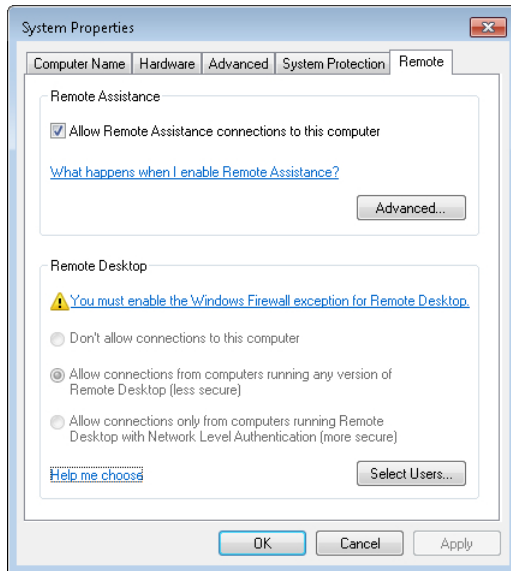 System Properties
Computer Name Hardware Advanced System Protection Remote
Remote Assistance
Allow Remote Assistance connections to this computer
What happens when I enable Remote Assistance?
Advanced...
Remote Desktop
You must enable the Windows Firewall exception for Remote Desktop.
Don't allow connections to this computer
Allow connections from computers running any version of
Remote Desktop (less secure)
Allow connections only from computers running Remote
Desktop with Network Level Authentication (more secure)
Help me choose
Select Users...
OK Cancel Apply